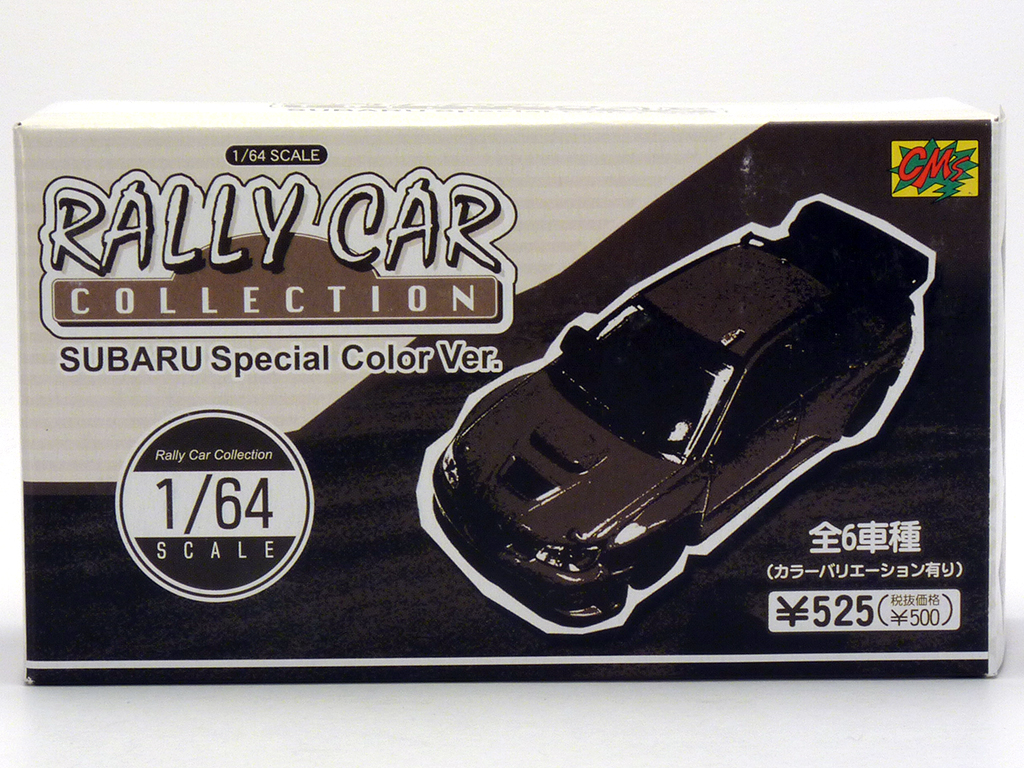 1/64 SCALE
RALLY CAR
COLLECTION
SUBARU Special Color Ver.
CMs
Rally Car Collection
1/64
SCALE
全6車種
(カラーバリエーション有り)
¥525(税抜価格
¥500)